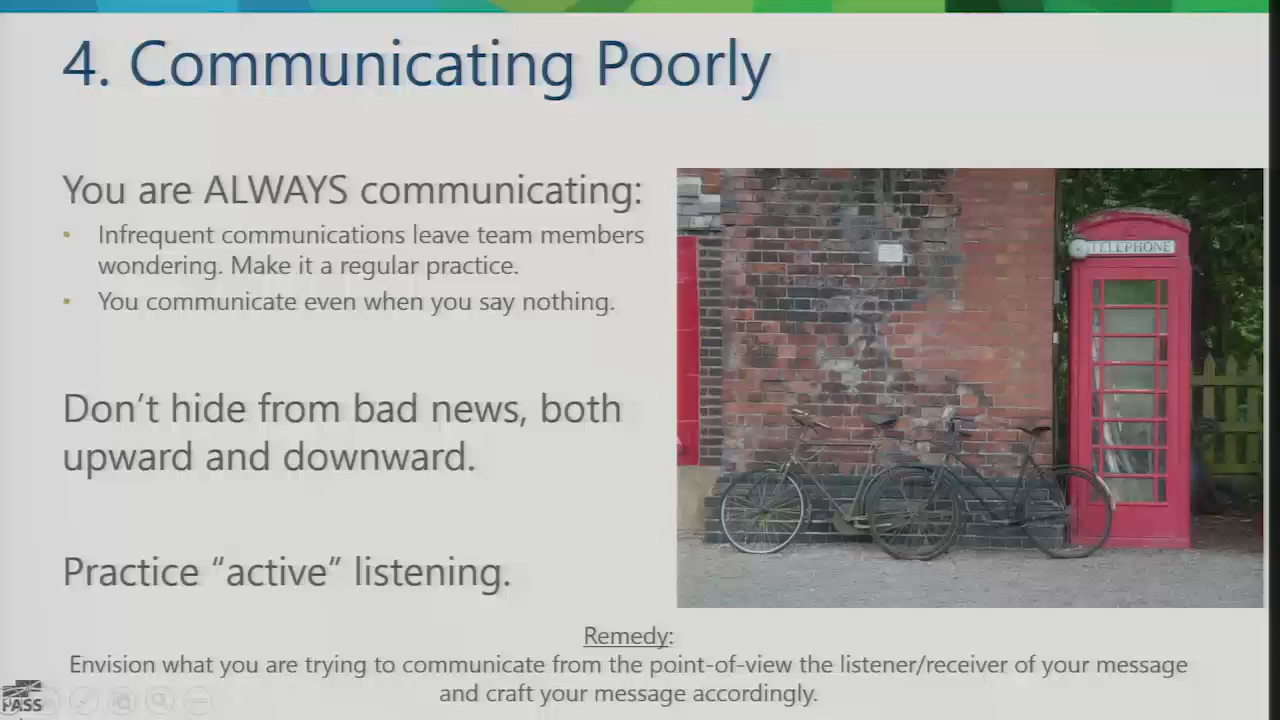 4. Communicating Poorly
You are ALWAYS communicating:
• Infrequent communications leave team members
wondering. Make it a regular practice.
• You communicate even when you say nothing.
Don’t hide from bad news, both
upward and downward.
Practice “active” listening.
TELEPHONE
Remedy:
Envision what you are trying to communicate from the point-of-view the listener/receiver of your message
and craft your message accordingly.
PASS